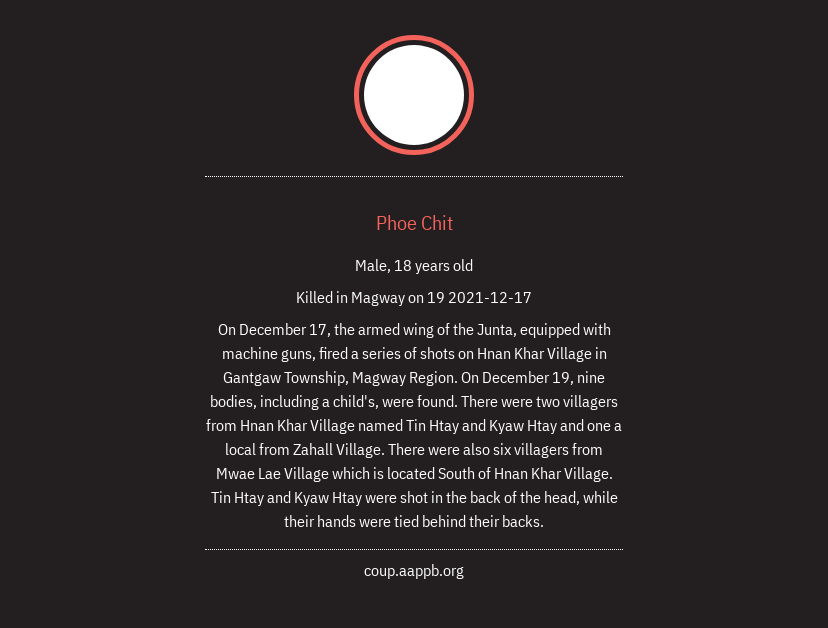 Phoe Chit
Male, 18 years old
Killed in Magway on 19 2021-12-17
On December 17, the armed wing of the Junta, equipped with
machine guns, fired a series of shots on Hnan Khar Village in
Gantgaw Township, Magway Region. On December 19, nine
bodies, including a child's, were found. There were two villagers
from Hnan Khar Village named Tin Htay and Kyaw Htay and one a
local from Zahall Village. There were also six villagers from
Mwae Lae Village which is located South of Hnan Khar Village.
Tin Htay and Kyaw Htay were shot in the back of the head, while
their hands were tied behind their backs.
coup.aappb.org